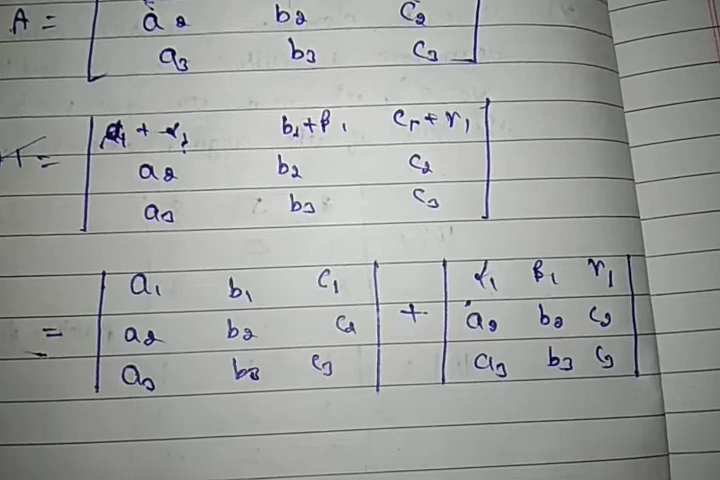 A = | a2 b2 c2
a3 b3 c3 |
= | a1 + α1 b1 + β1 c1 + γ1 |
a2 b2 c2
a3 b3 c3
| a1 b1 c1 | | α1 β1 γ1 |
= | a2 b2 c2 | + | a2 b2 c2 |
| a3 b3 c3 | | a3 b3 c3 |